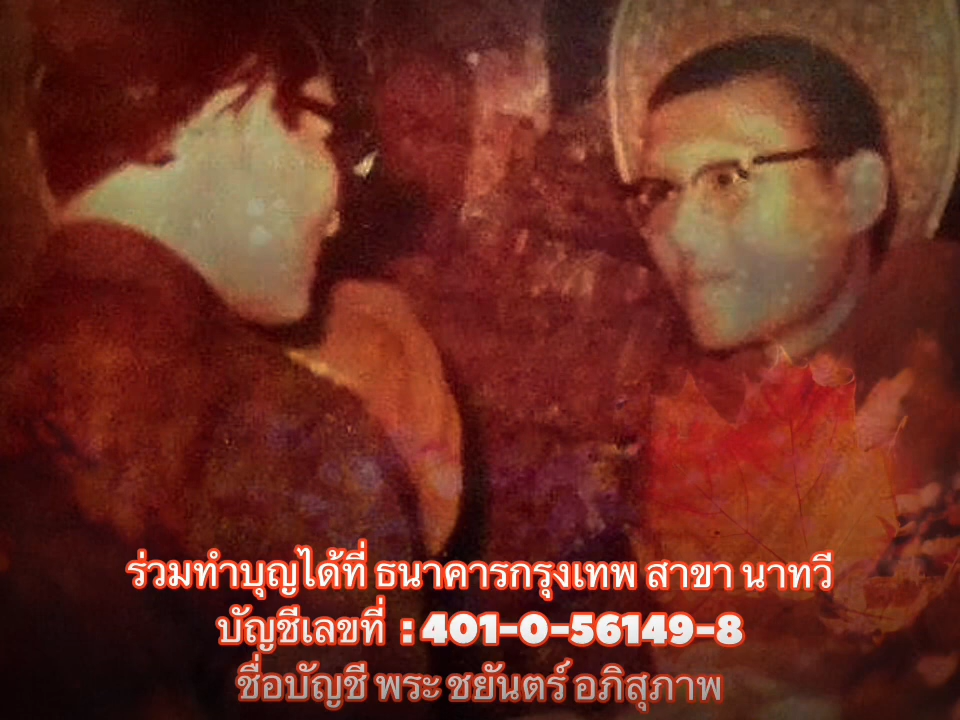 ร่วมทำบุญได้ที่ ธนาคารกรุงเทพ สาขา นาทวี
บัญชีเลขที่ : 401-0-56149-8
ชื่อบัญชี พระ ชยันตร์ อภิสุภาพ